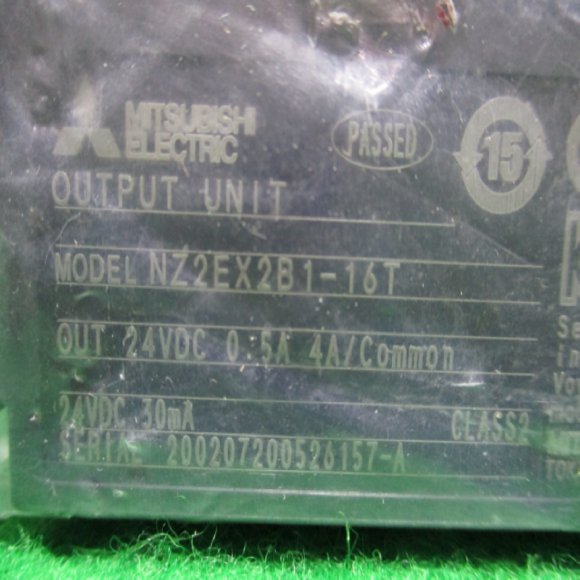 MITSUBISHI
ELECTRIC
PASSED
15
OUTPUT UNIT
MODEL NZ2EX2B1-16T
OUT 24VDC 0.5A 4A/Common
24VDC 30mA CLASS2
SERIAL 200207200526157-A